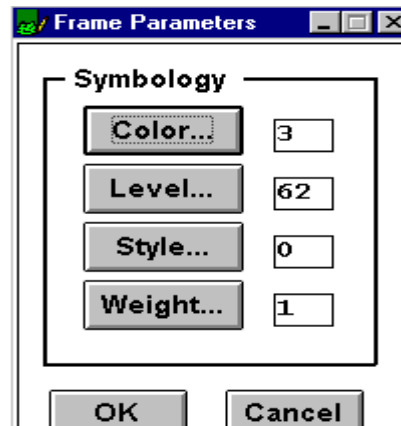 Frame Parameters
Symbology
Color... 3
Level... 62
Style... 0
Weight... 1
OK Cancel